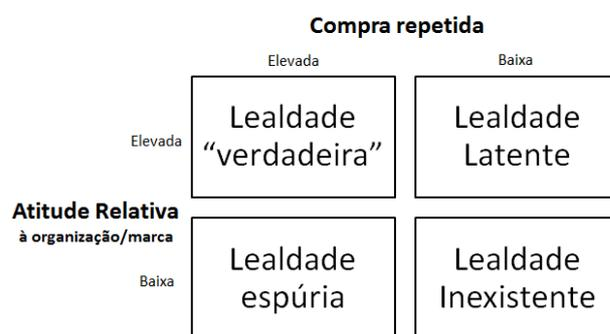 Compra repetida
Elevada
Baixa
Elevada
Lealdade
“verdadeira”
Lealdade
Latente
Atitude Relativa
à organização/marca
Baixa
Lealdade
espúria
Lealdade
Inexistente